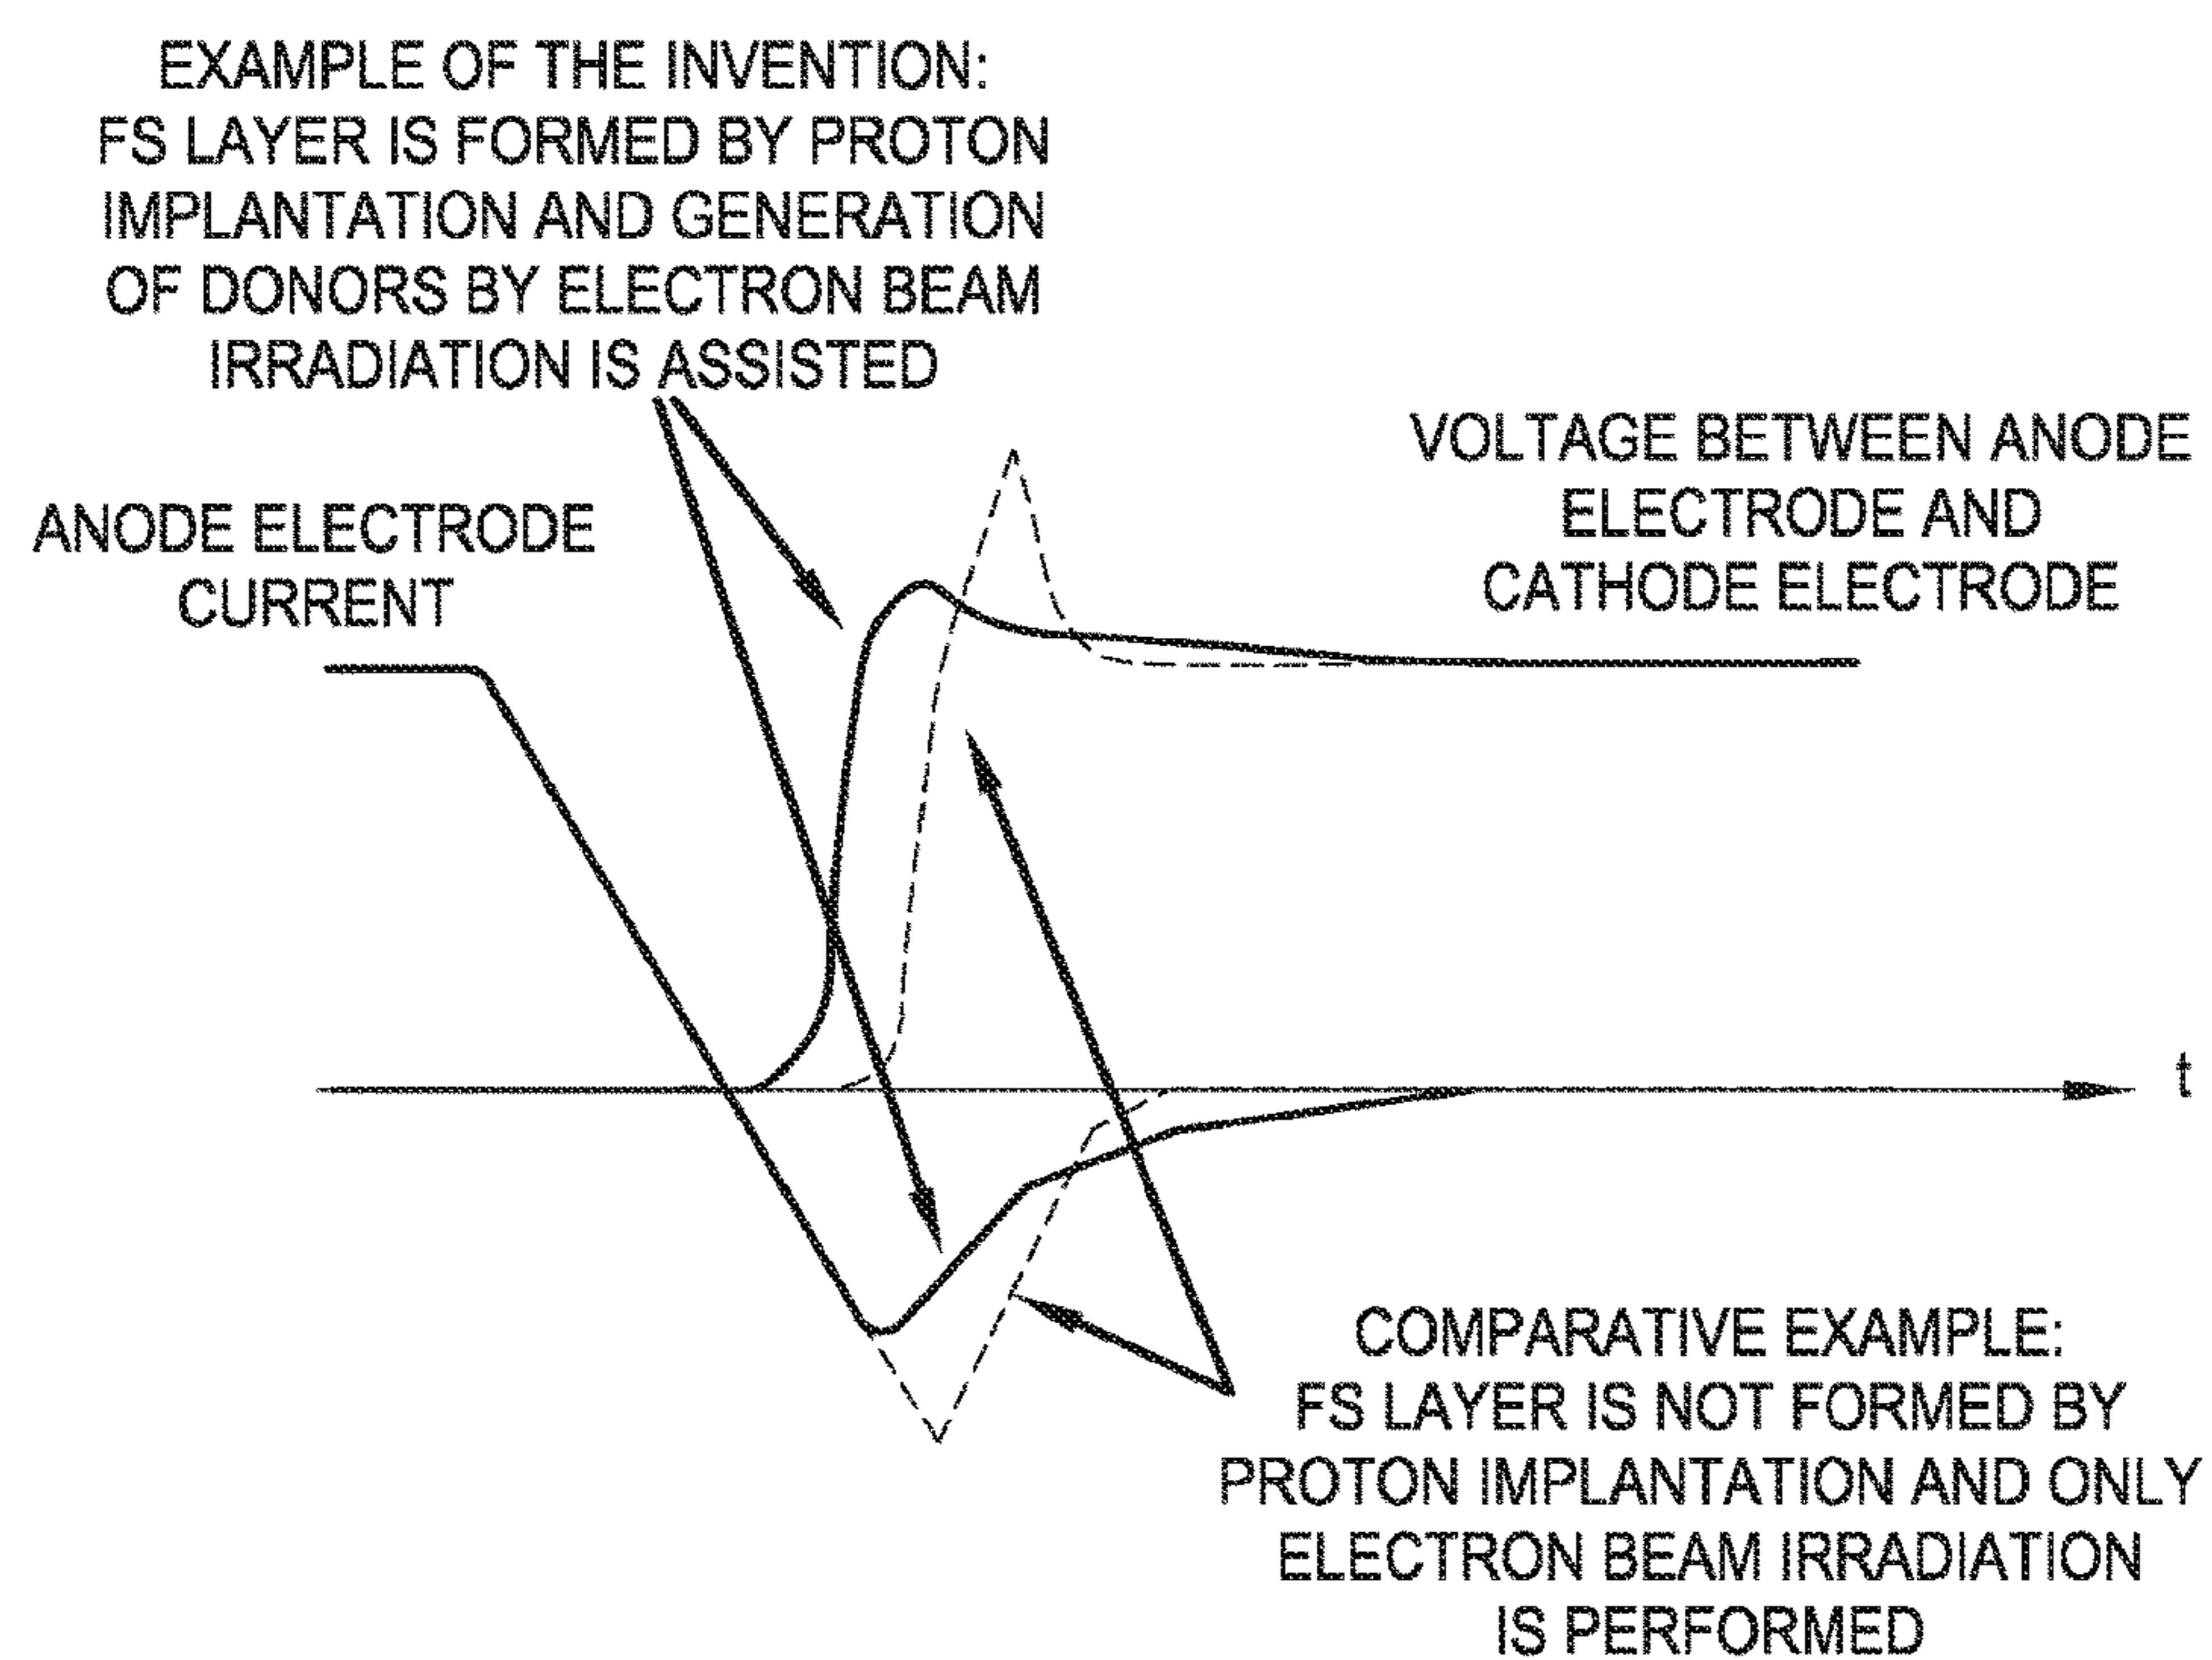 EXAMPLE OF THE INVENTION:
FS LAYER IS FORMED BY PROTON
IMPLANTATION AND GENERATION
OF DONORS BY ELECTRON BEAM
IRRADIATION IS ASSISTED
VOLTAGE BETWEEN ANODE
ELECTRODE AND
CATHODE ELECTRODE
ANODE ELECTRODE
CURRENT
t
COMPARATIVE EXAMPLE:
FS LAYER IS NOT FORMED BY
PROTON IMPLANTATION AND ONLY
ELECTRON BEAM IRRADIATION
IS PERFORMED